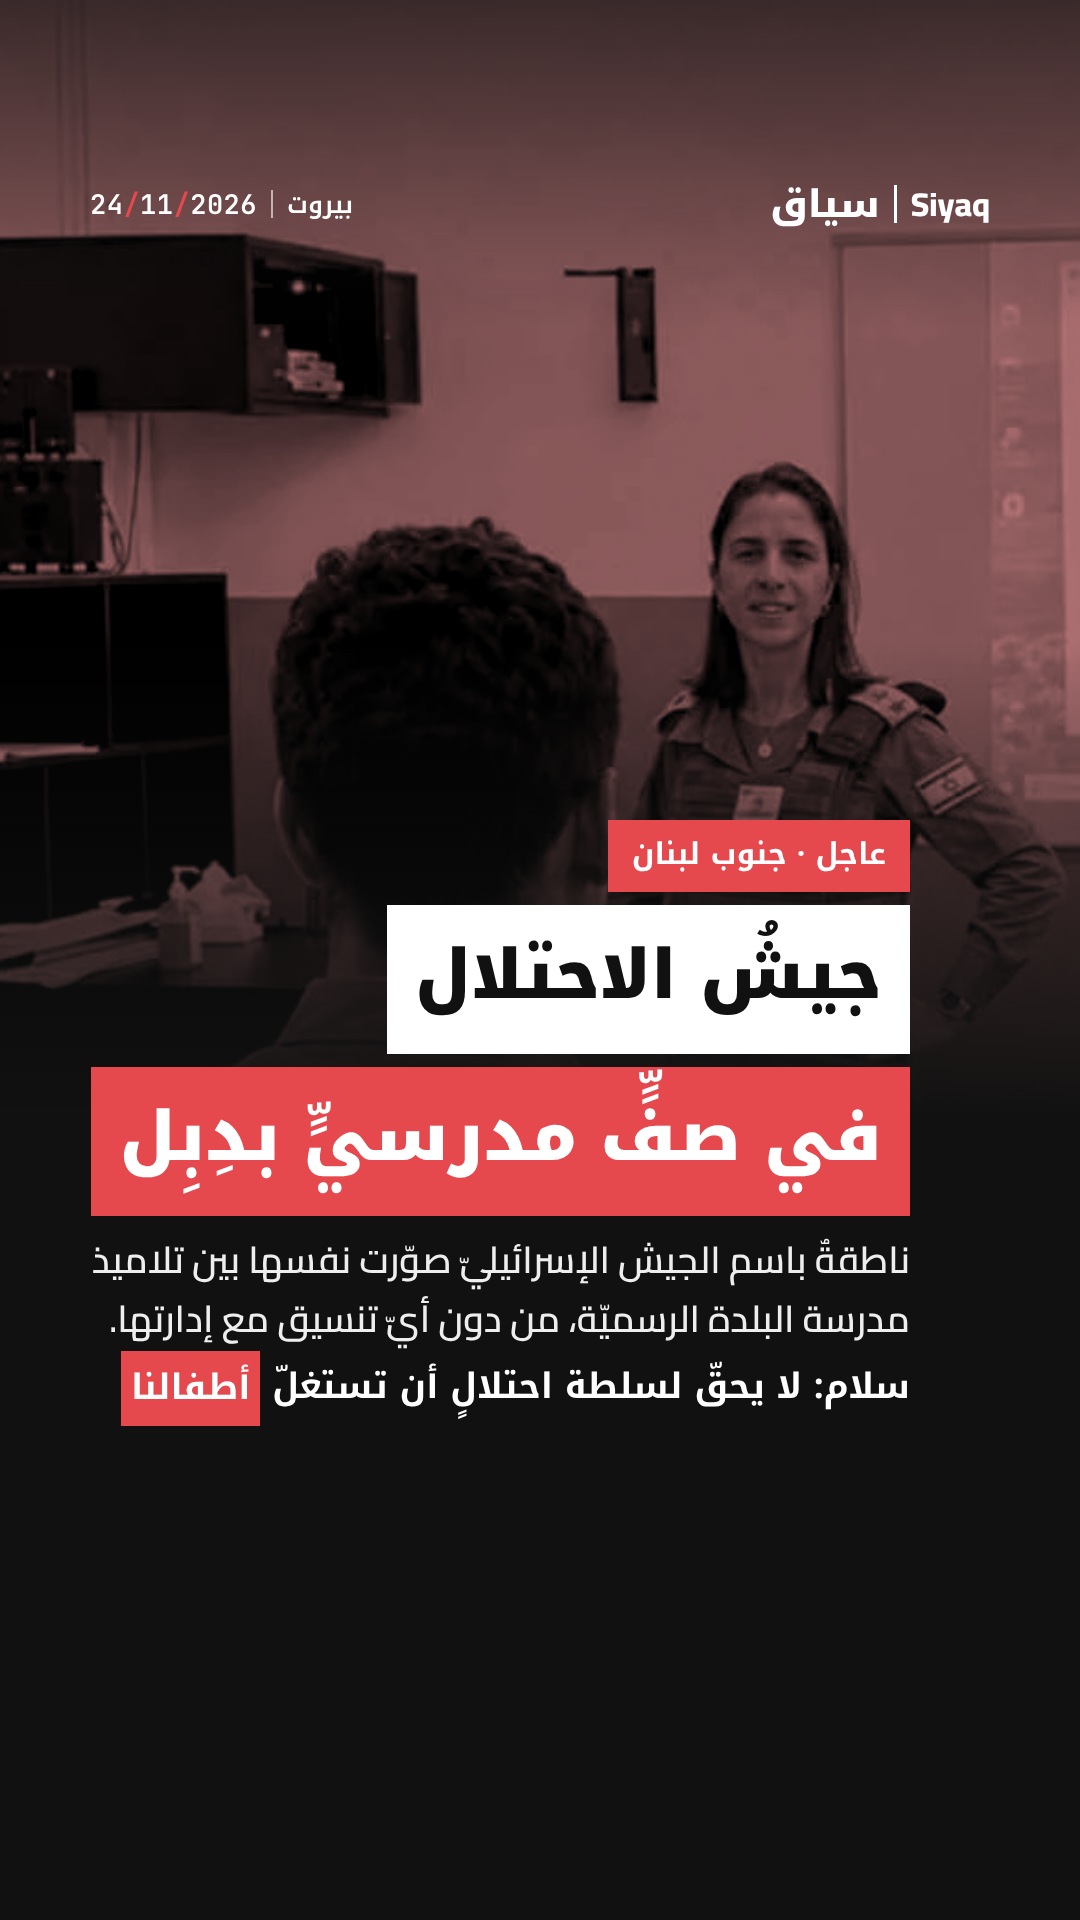 سياق | Siyaq
بيروت | 24/11/2026
عاجل · جنوب لبنان
جيشُ الاحتلال
في صفٍّ مدرسيٍّ بدِبِل
ناطقةٌ باسم الجيش الإسرائيليّ صوّرت نفسها بين تلاميذ
مدرسة البلدة الرسميّة، من دون أيّ تنسيق مع إدارتها.
سلام: لا يحقّ لسلطة احتلالٍ أن تستغلّ أطفالنا